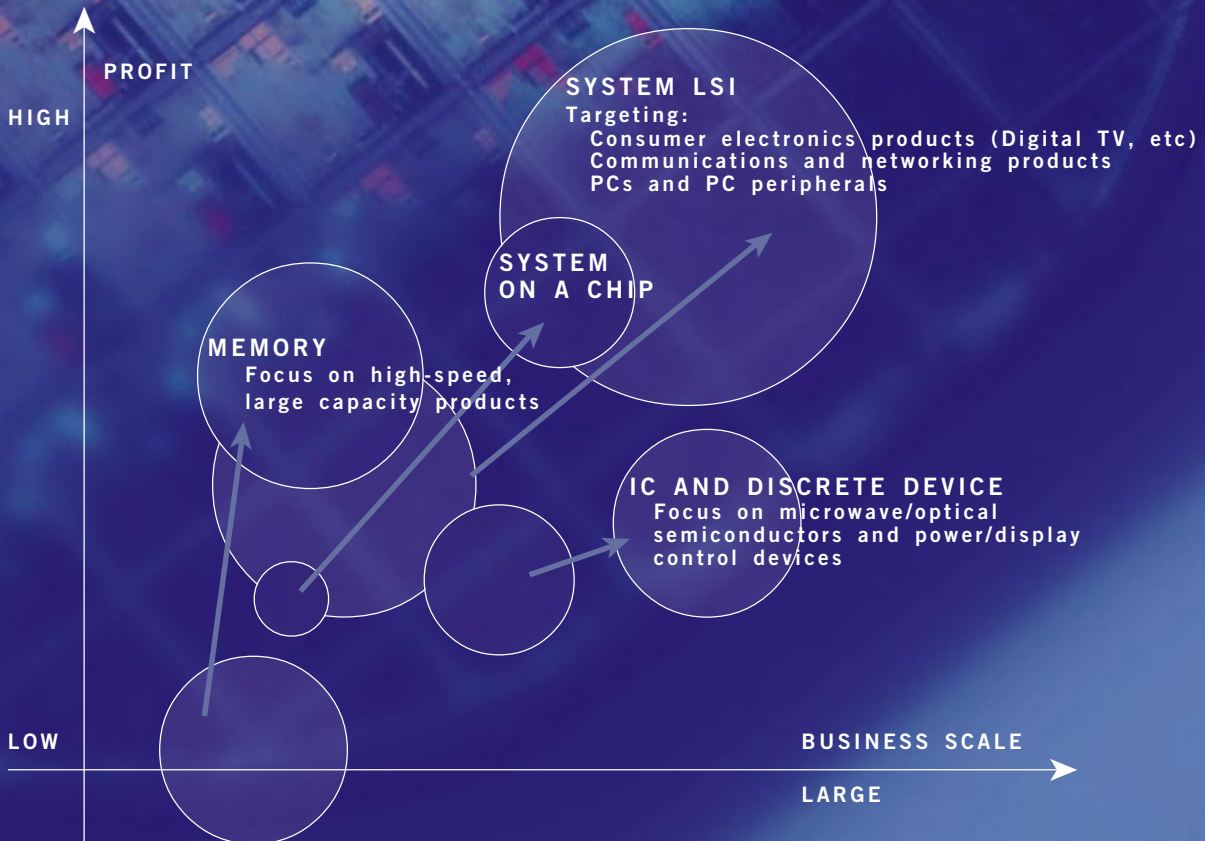 PROFIT
HIGH
SYSTEM LSI
Targeting:
Consumer electronics products (Digital TV, etc)
Communications and networking products
PCs and PC peripherals
SYSTEM
ON A CHIP
MEMORY
Focus on high-speed,
large capacity products
IC AND DISCRETE DEVICE
Focus on microwave/optical
semiconductors and power/display
control devices
LOW
BUSINESS SCALE
LARGE